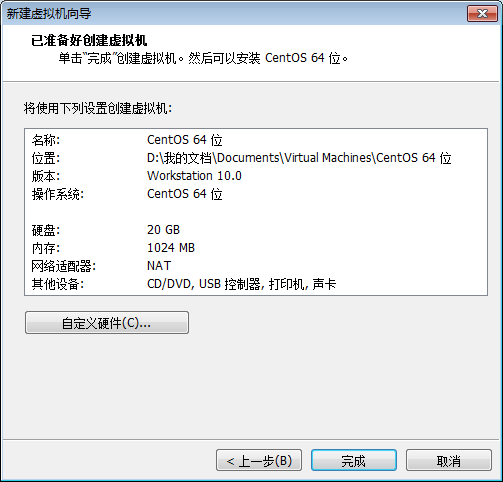 新建虚拟机向导
已准备好创建虚拟机
单击“完成”创建虚拟机。然后可以安装 CentOS 64 位。
将使用下列设置创建虚拟机:
名称: CentOS 64 位
位置: D:\我的文档\Documents\Virtual Machines\CentOS 64 位
版本: Workstation 10.0
操作系统: CentOS 64 位
硬盘: 20 GB
内存: 1024 MB
网络适配器: NAT
其他设备: CD/DVD, USB 控制器, 打印机, 声卡
自定义硬件(C)...
< 上一步(B) 完成 取消